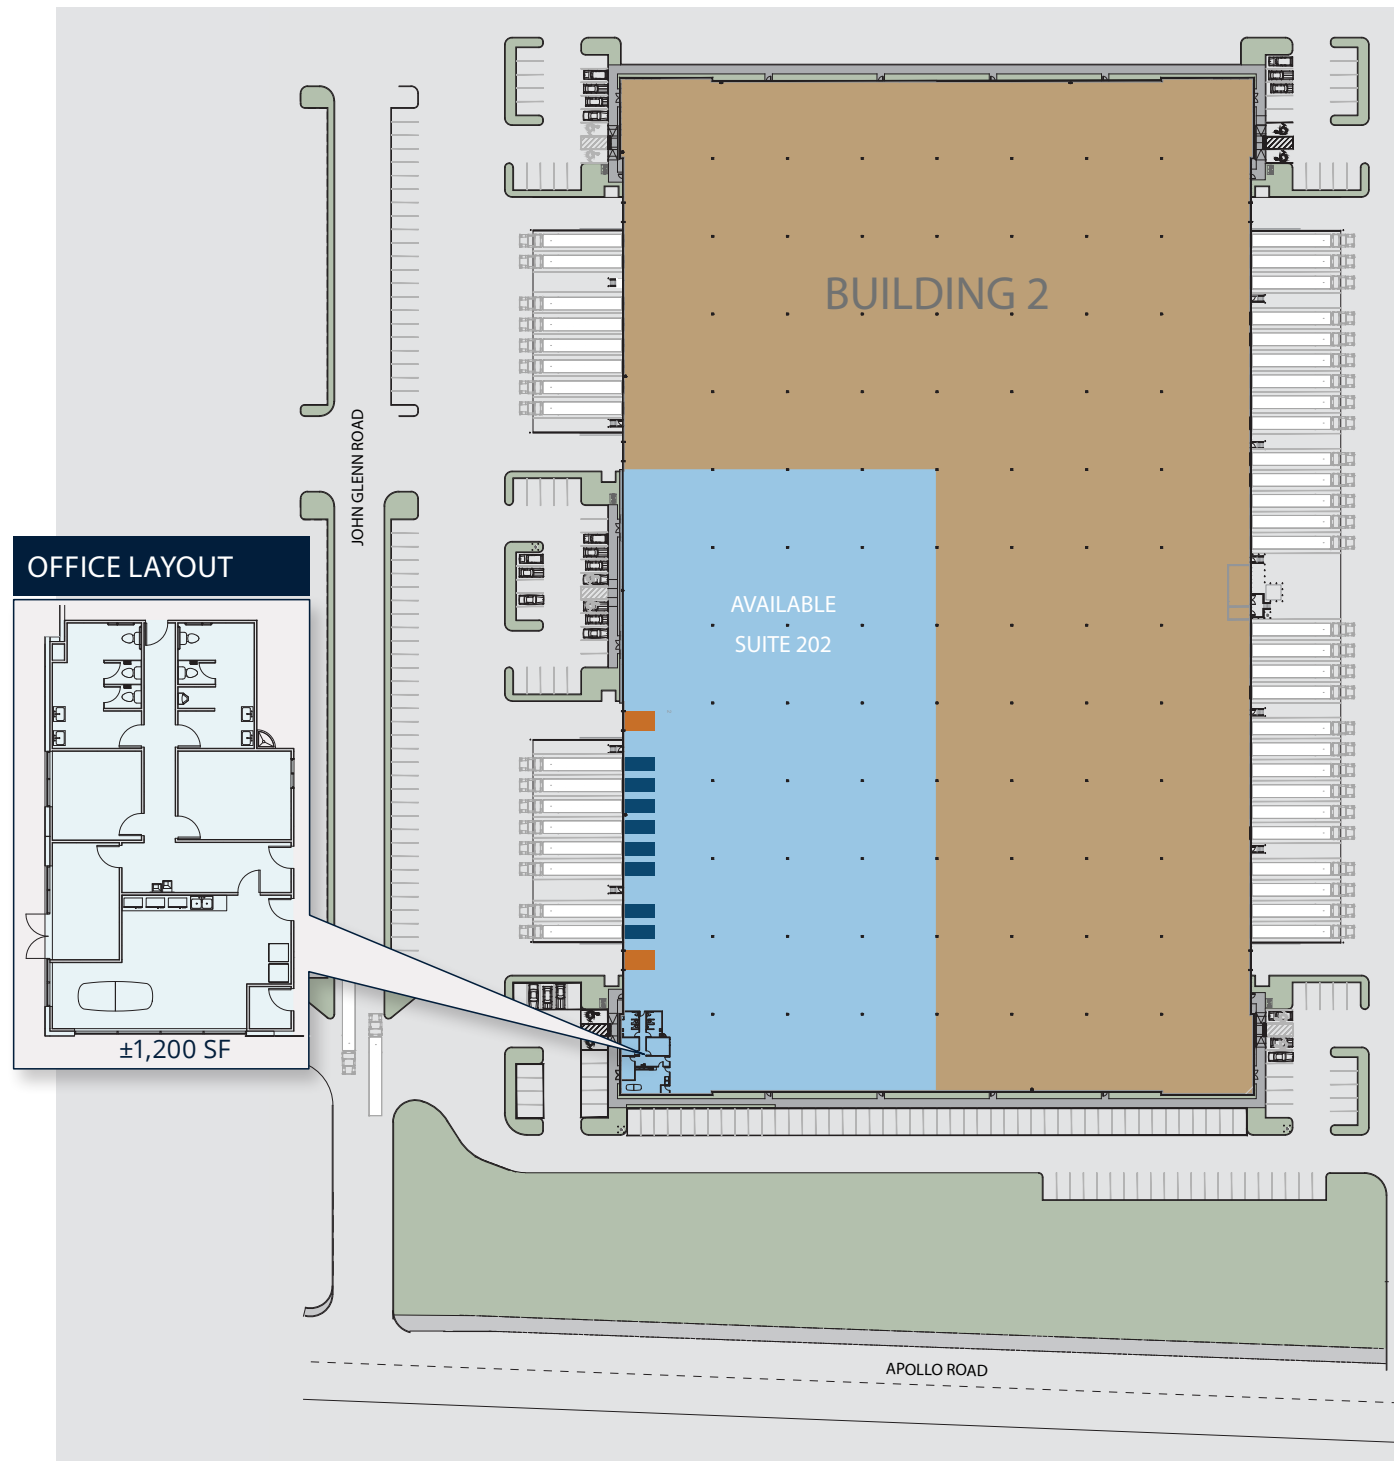 BUILDING 2
JOHN GLENN ROAD
OFFICE LAYOUT
AVAILABLE
SUITE 202
±1,200 SF
APOLLO ROAD